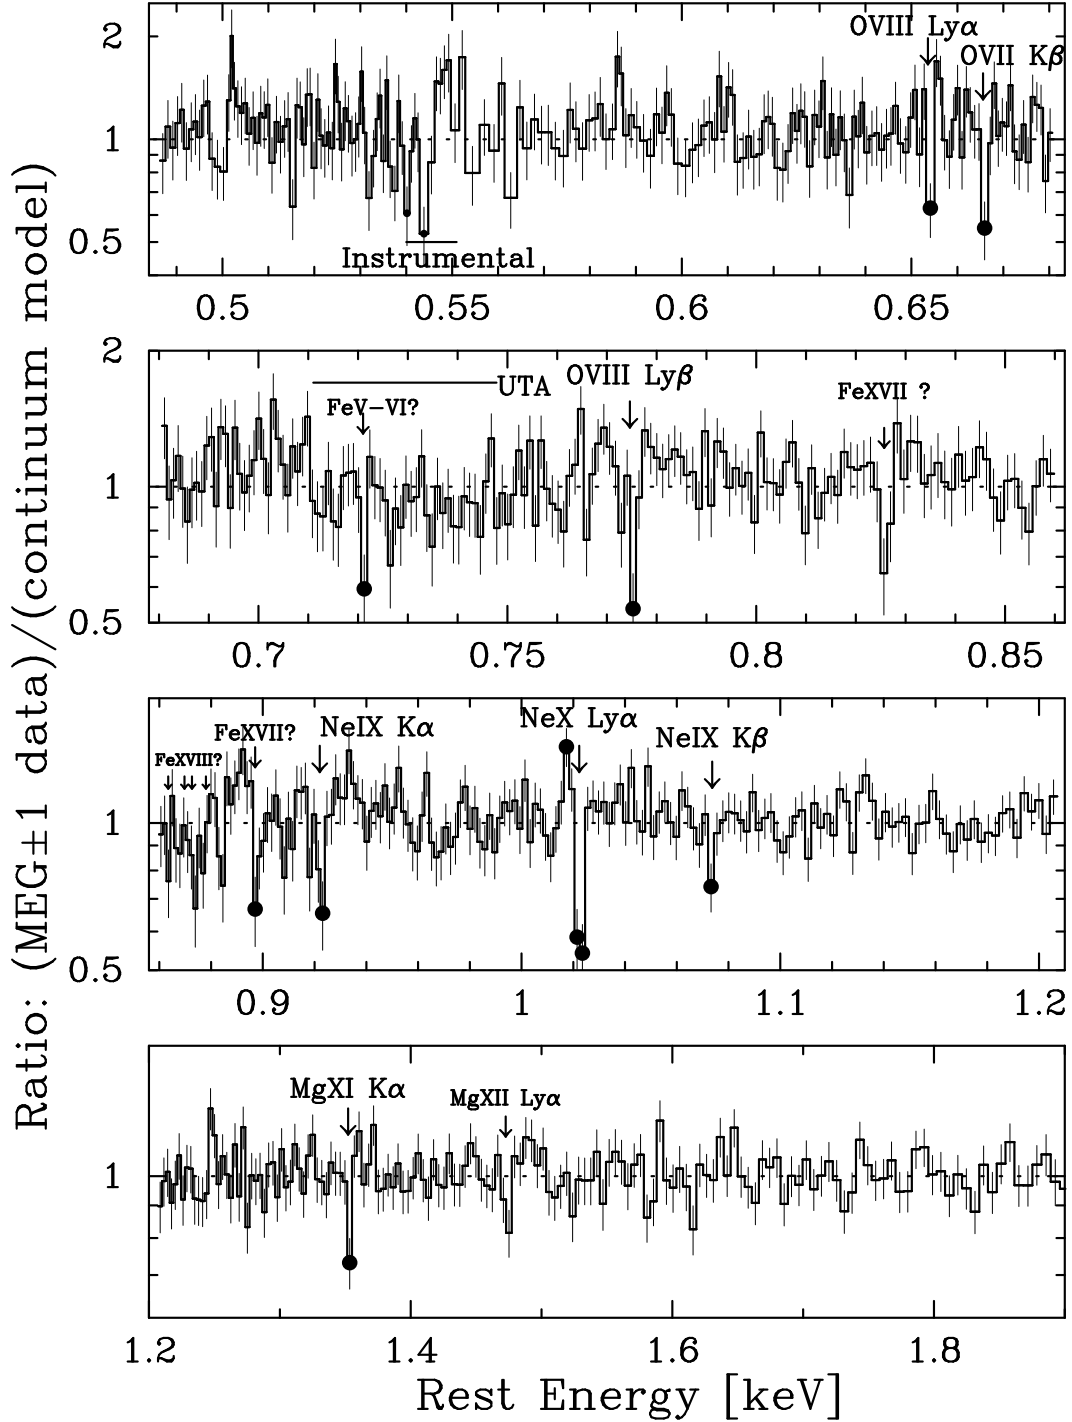 Ratio: (MEG±1 data)/(continuum model)
OVIII Lyα
OVII Kβ
2
1
0.5
Instrumental
0.5 0.55 0.6 0.65
2
1
0.5
UTA
FeV-VI?
OVIII Lyβ
FeXVII ?
0.7 0.75 0.8 0.85
FeXVIII?
FeXVII?
NeIX Kα
NeX Lyα
NeIX Kβ
1
0.5
0.9 1 1.1 1.2
MgXI Kα
MgXII Lyα
1
1.2 1.4 1.6 1.8
Rest Energy [keV]